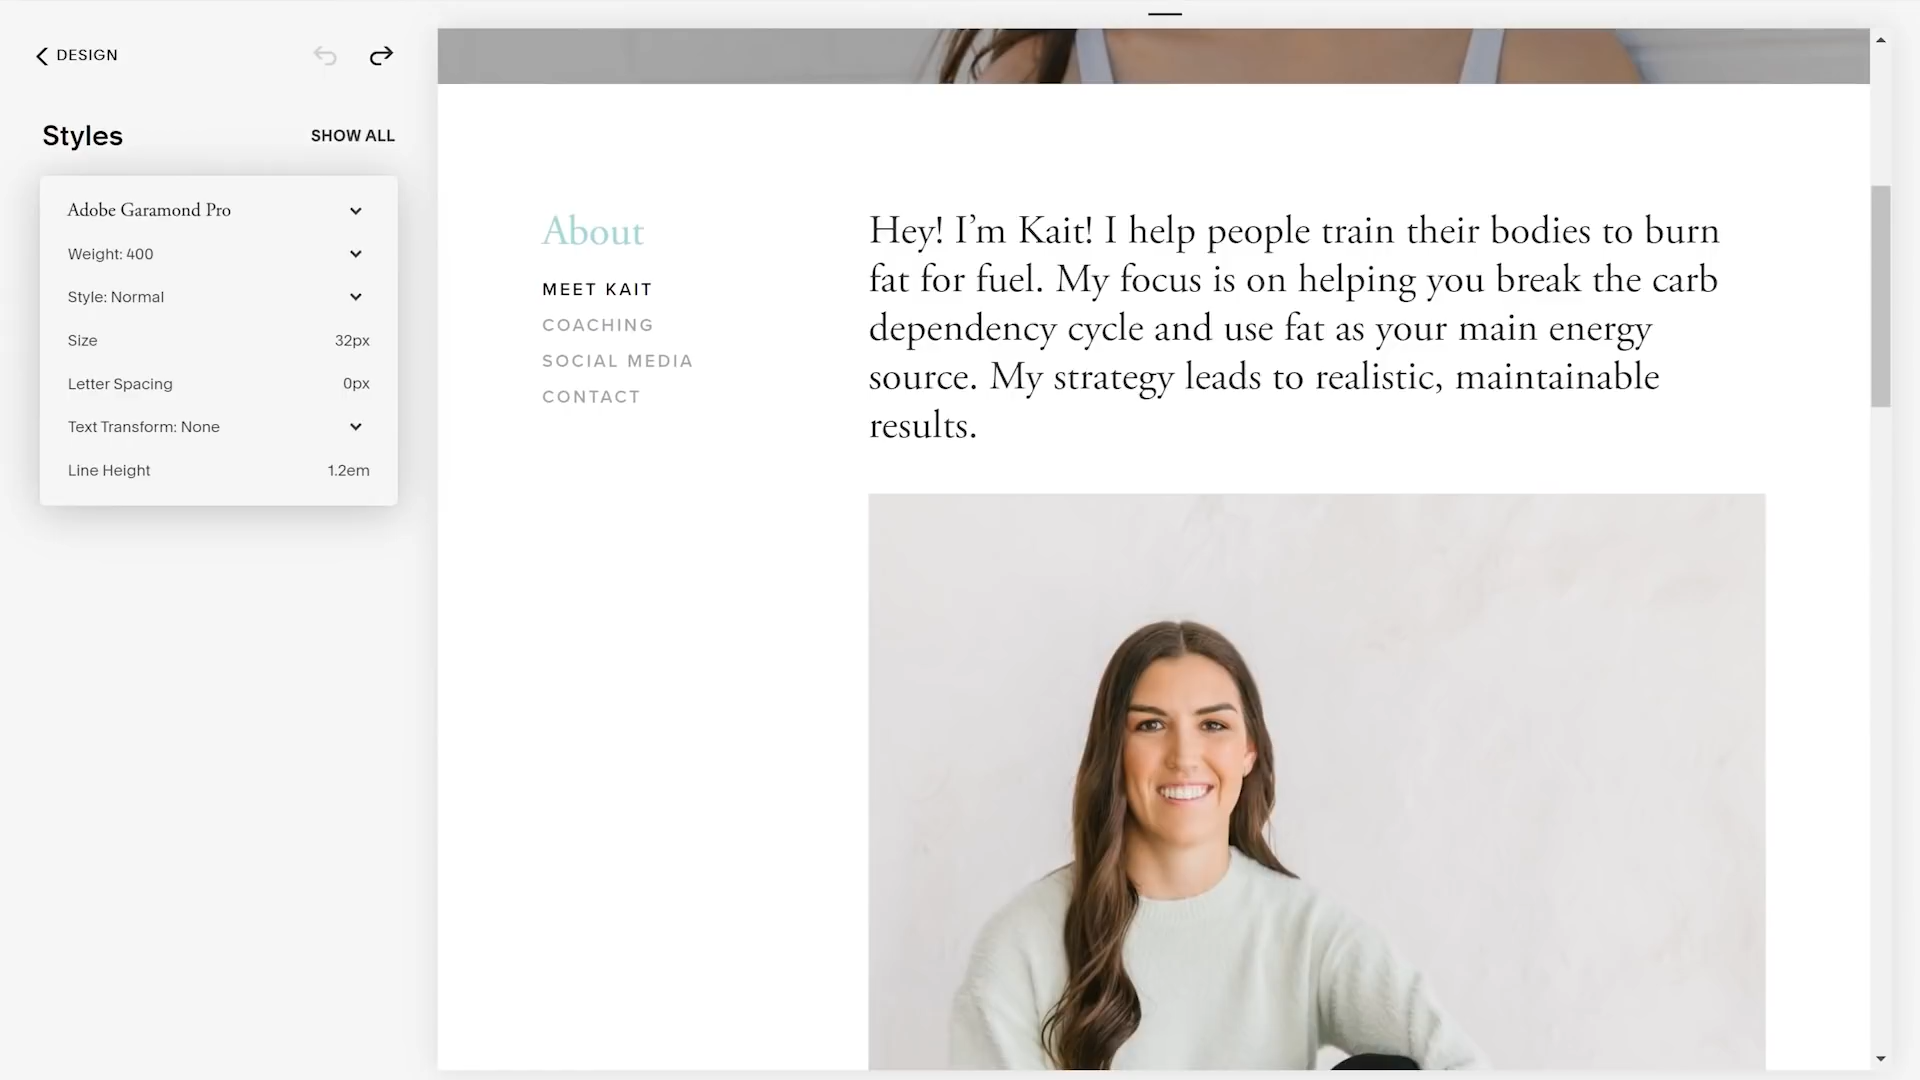 DESIGN
Styles
SHOW ALL
Adobe Garamond Pro
Weight: 400
Style: Normal
Size 32px
Letter Spacing 0px
Text Transform: None
Line Height 1.2em
About
MEET KAIT
COACHING
SOCIAL MEDIA
CONTACT
Hey! I’m Kait! I help people train their bodies to burn
fat for fuel. My focus is on helping you break the carb
dependency cycle and use fat as your main energy
source. My strategy leads to realistic, maintainable
results.